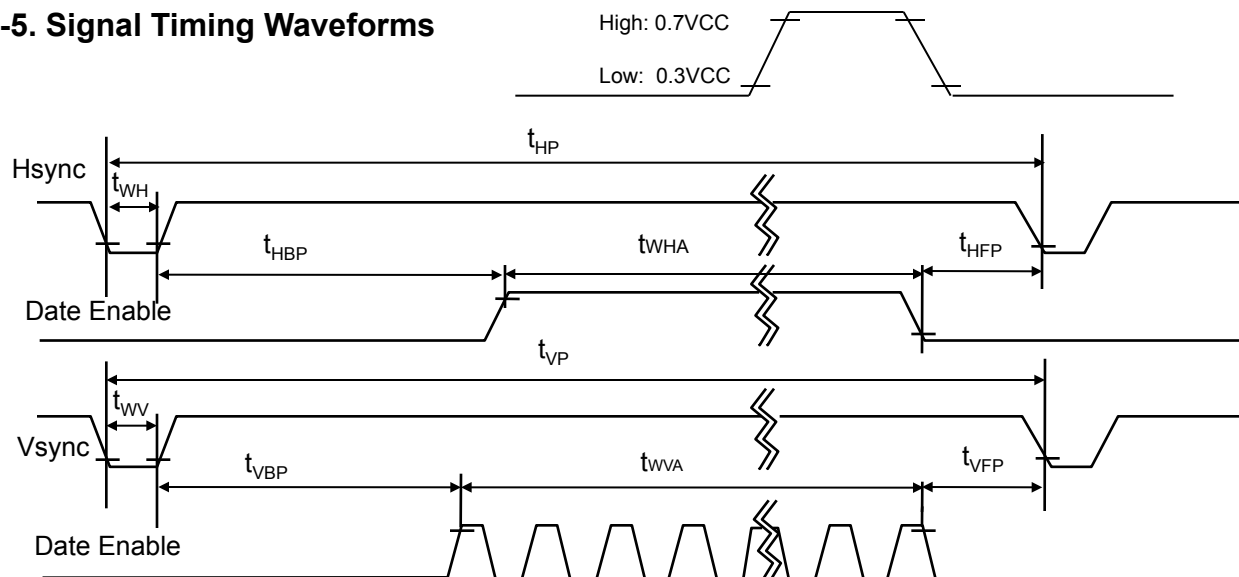 -5. Signal Timing Waveforms
High: 0.7VCC
Low: 0.3VCC
tHP
Hsync
tWH
tHBP
tWHA
tHFP
Date Enable
tVP
tWV
Vsync
tVBP
tWVA
tVFP
Date Enable